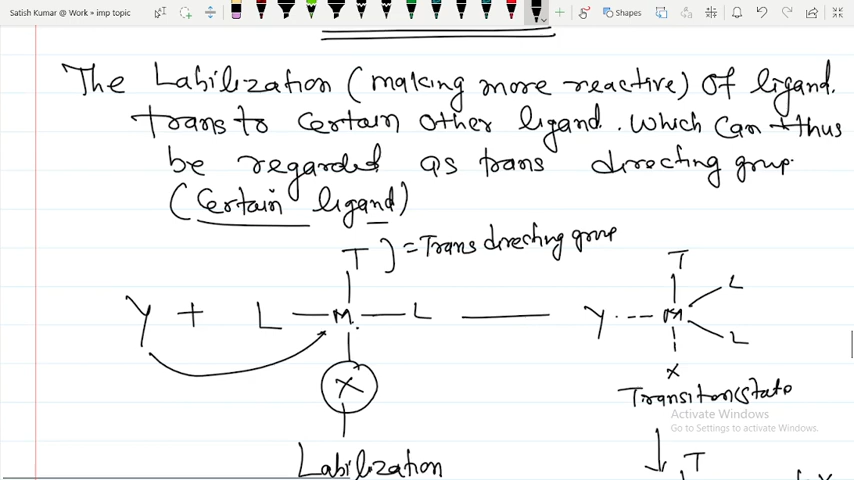 Satish Kumar @ Work » imp topic
Shapes
The Labilization (making more reactive) of ligand.
trans to certain other ligand. which can thus
be regarded as trans directing group.
(Certain ligand)
T ) = Trans directing group
T
L
Y + L M. L
Y M
L
X
X
Transiton state
Activate Windows
Go to Settings to activate Windows.
Labilization
T